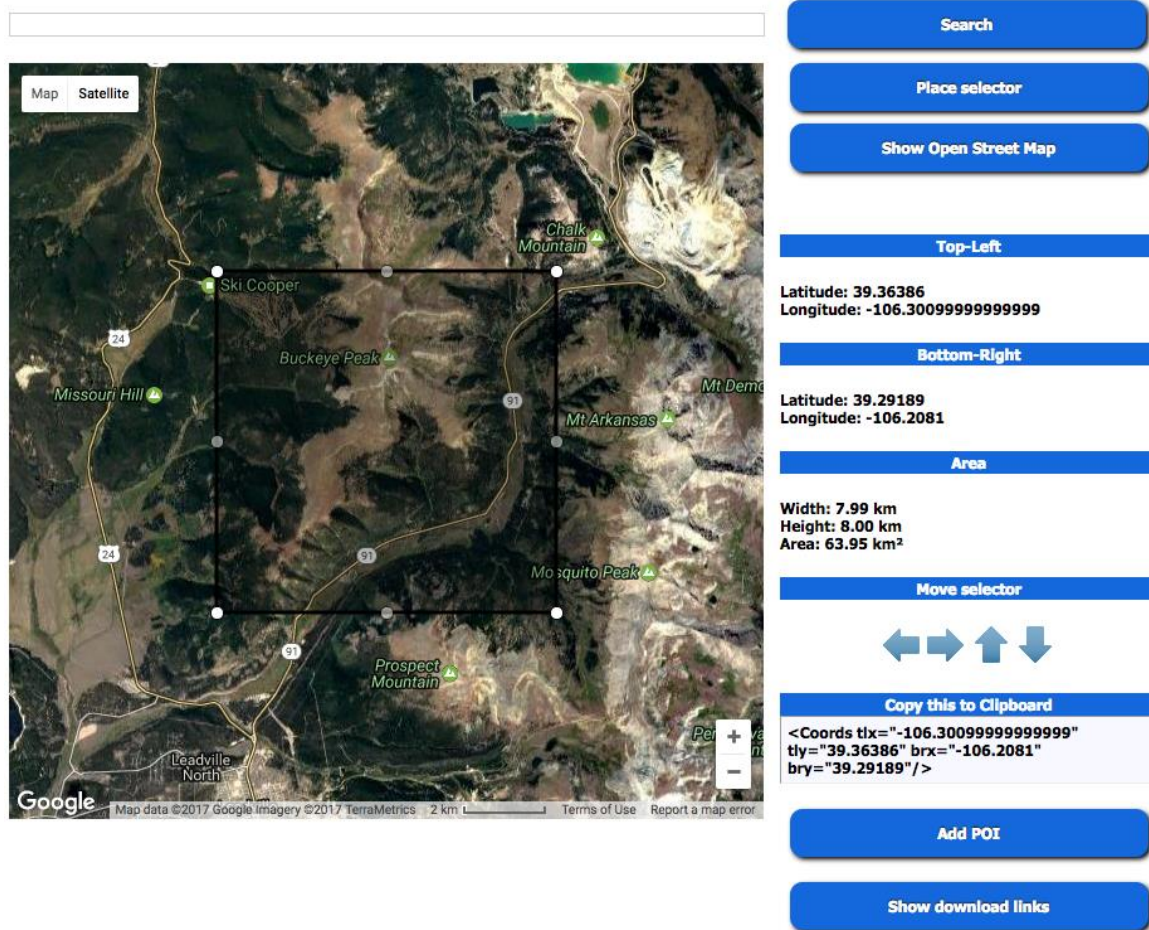 Search
Place selector
Show Open Street Map
Map Satellite
Chalk
Mountain
Ski Cooper
24
Buckeye Peak
Missouri Hill
91
Mt Arkansas
24
91
Mosquito Peak
91
Prospect
Mountain
Leadville
North
Google
Map data ©2017 Google Imagery ©2017 TerraMetrics 2 km Terms of Use Report a map error
Top-Left
Latitude: 39.36386
Longitude: -106.30099999999999
Bottom-Right
Latitude: 39.29189
Longitude: -106.2081
Area
Width: 7.99 km
Height: 8.00 km
Area: 63.95 km²
Move selector
Copy this to Clipboard
<Coords tlx="-106.30099999999999"
tly="39.36386" brx="-106.2081"
bry="39.29189"/>
Add POI
Show download links